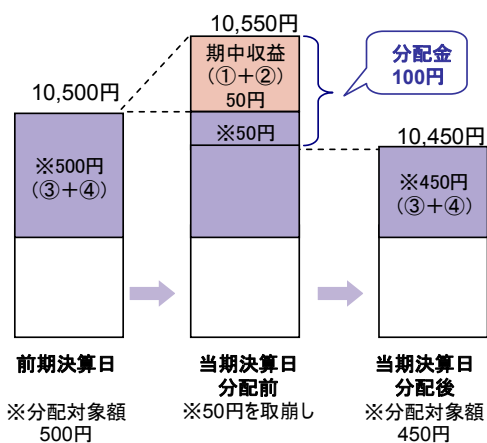 10,500円
※500円
(③+④)
前期決算日
※分配対象額
500円
10,550円
期中収益
(①+②)
50円
※50円
当期決算日
分配前
※50円を取崩し
分配金
100円
10,450円
※450円
(③+④)
当期決算日
分配後
※分配対象額
450円